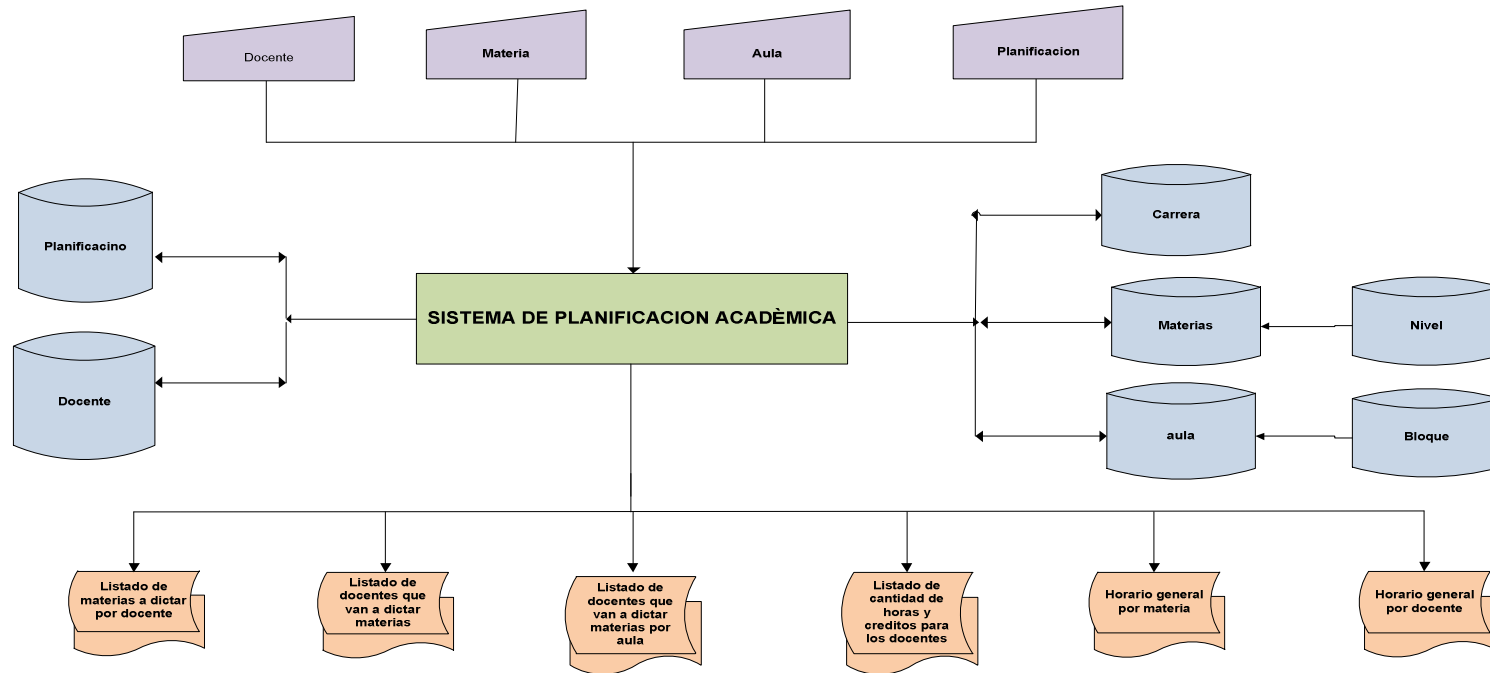 Docente
Materia
Aula
Planificacion
Planificacino
Docente
SISTEMA DE PLANIFICACION ACADÈMICA
Carrera
Materias
Nivel
aula
Bloque
Listado de
materias a dictar
por docente
Listado de
docentes que
van a dictar
materias
Listado de
docentes que
van a dictar
materias por
aula
Listado de
cantidad de
horas y
creditos para
los docentes
Horario general
por materia
Horario general
por docente